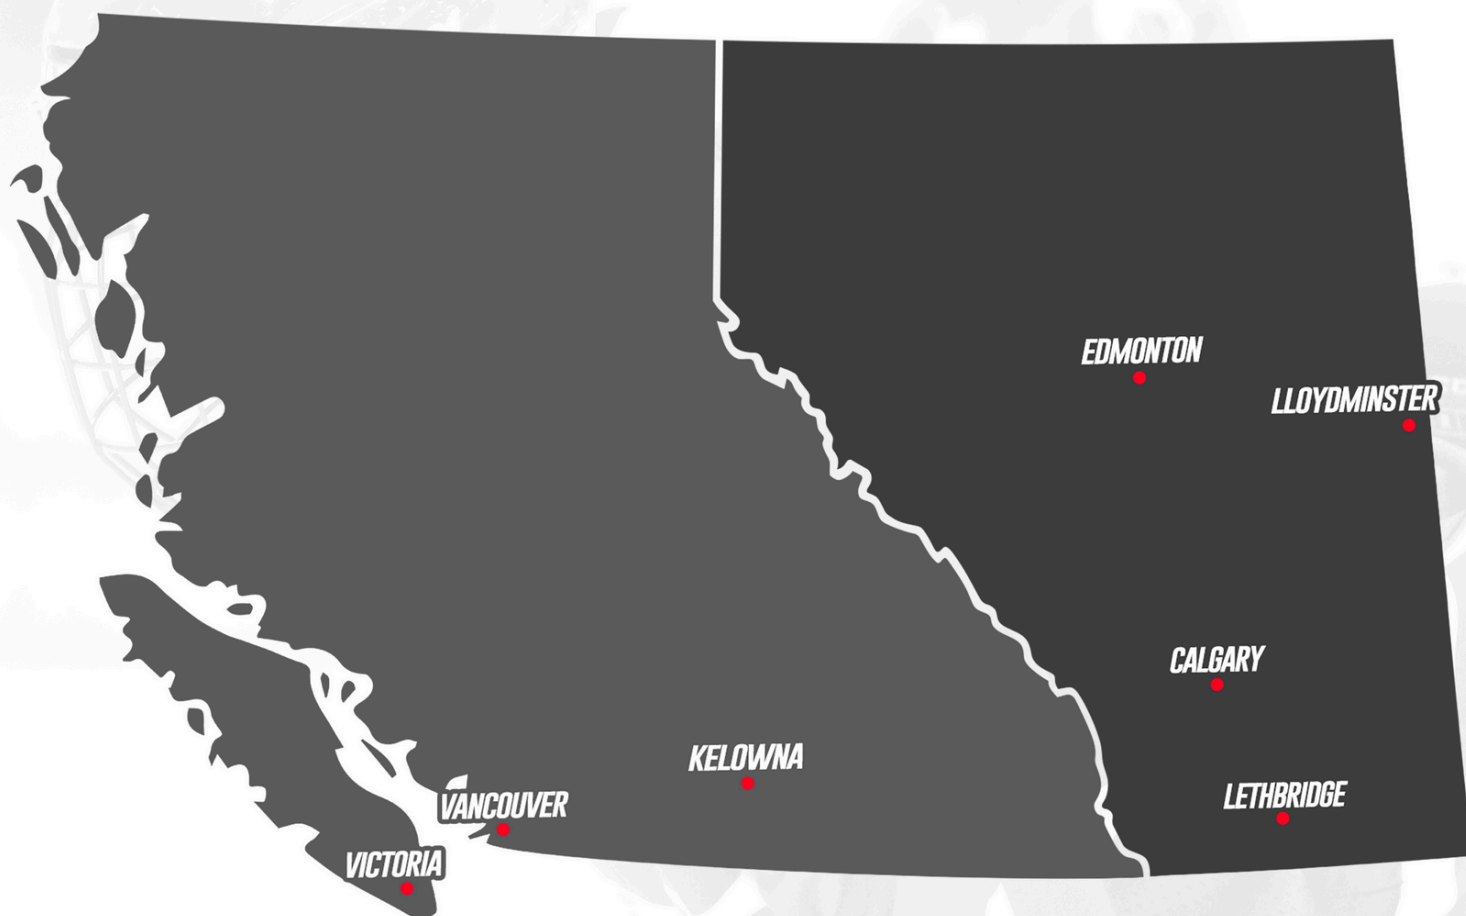 EDMONTON
LLOYDMINSTER
CALGARY
KELOWNA
LETHBRIDGE
VANCOUVER
VICTORIA